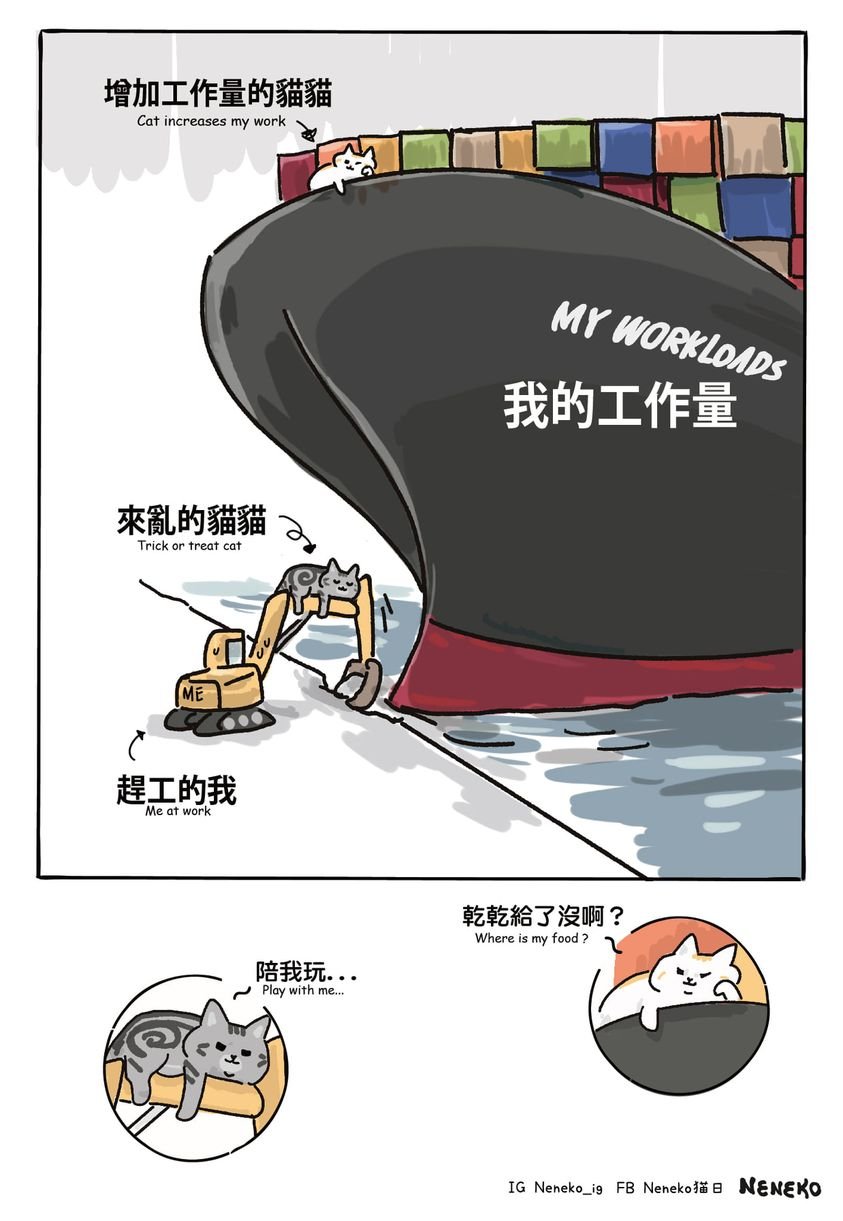 增加工作量的貓貓
Cat increases my work
MY WORKLOADS
我的工作量
來亂的貓貓
Trick or treat cat
ME
趕工的我
Me at work
乾乾給了沒啊？
Where is my food ?
陪我玩...
Play with me...
IG Neneko_ig FB Neneko猫日 NENEKO